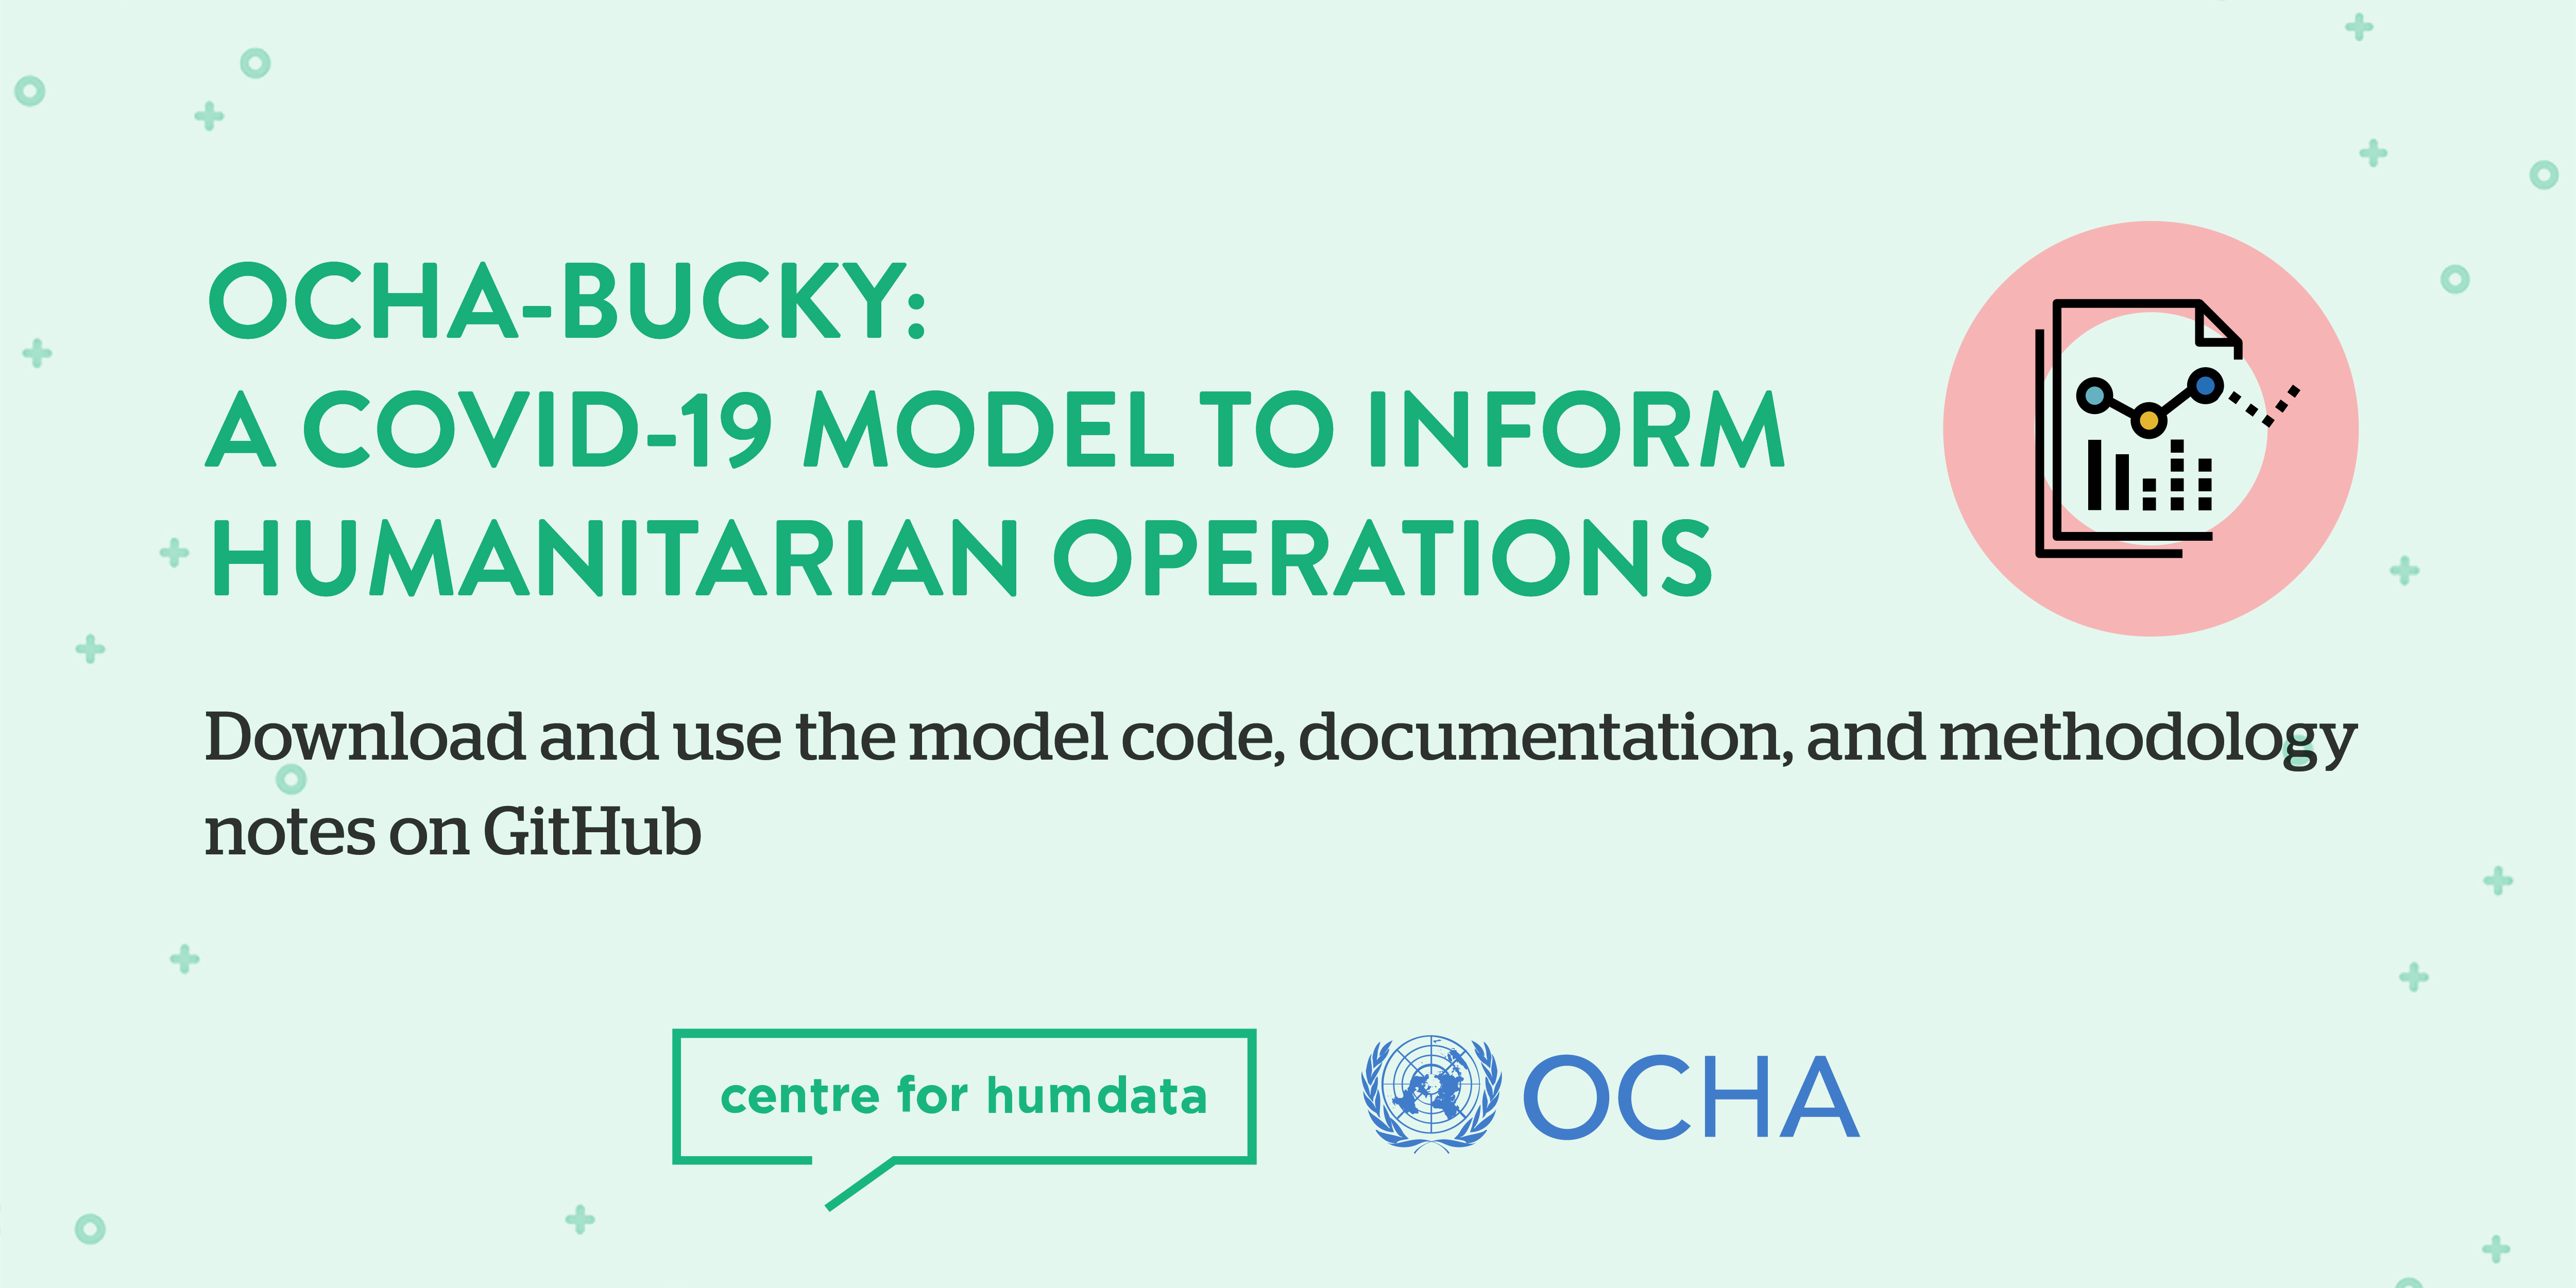 OCHA-BUCKY:
A COVID-19 MODEL TO INFORM
HUMANITARIAN OPERATIONS
Download and use the model code, documentation, and methodology
notes on GitHub
centre for humdata
OCHA